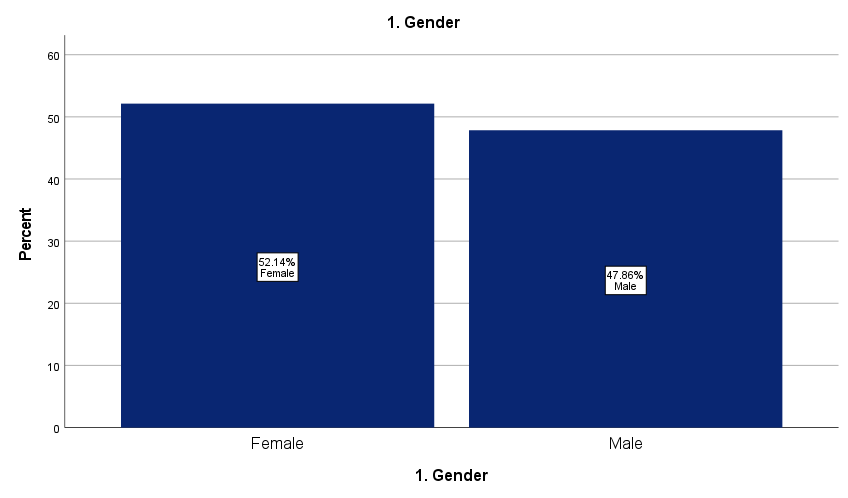 1. Gender
Percent
60
50
40
30
20
10
0
52.14%
Female
47.86%
Male
Female
Male
1. Gender